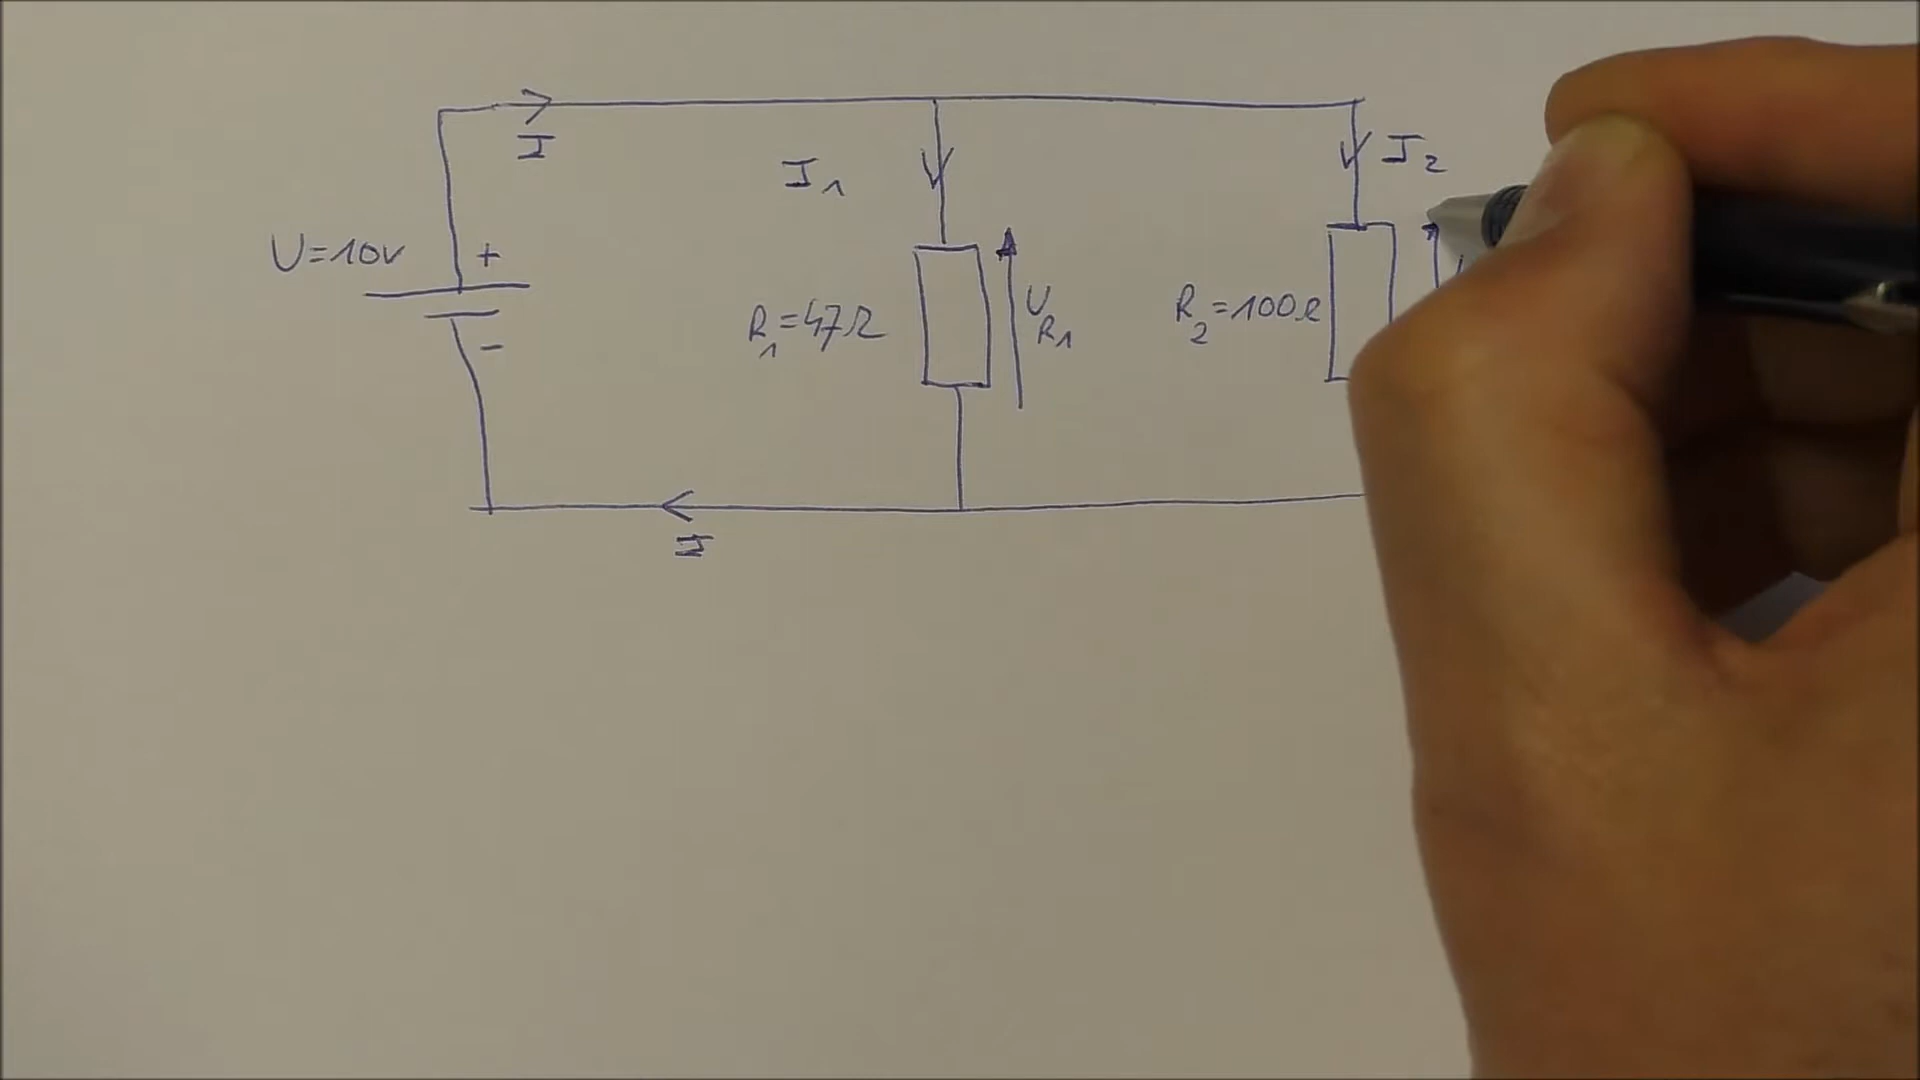 I
I1
I2
U=10V
+
-
R1=47Ω
UR1
R2=100Ω
I